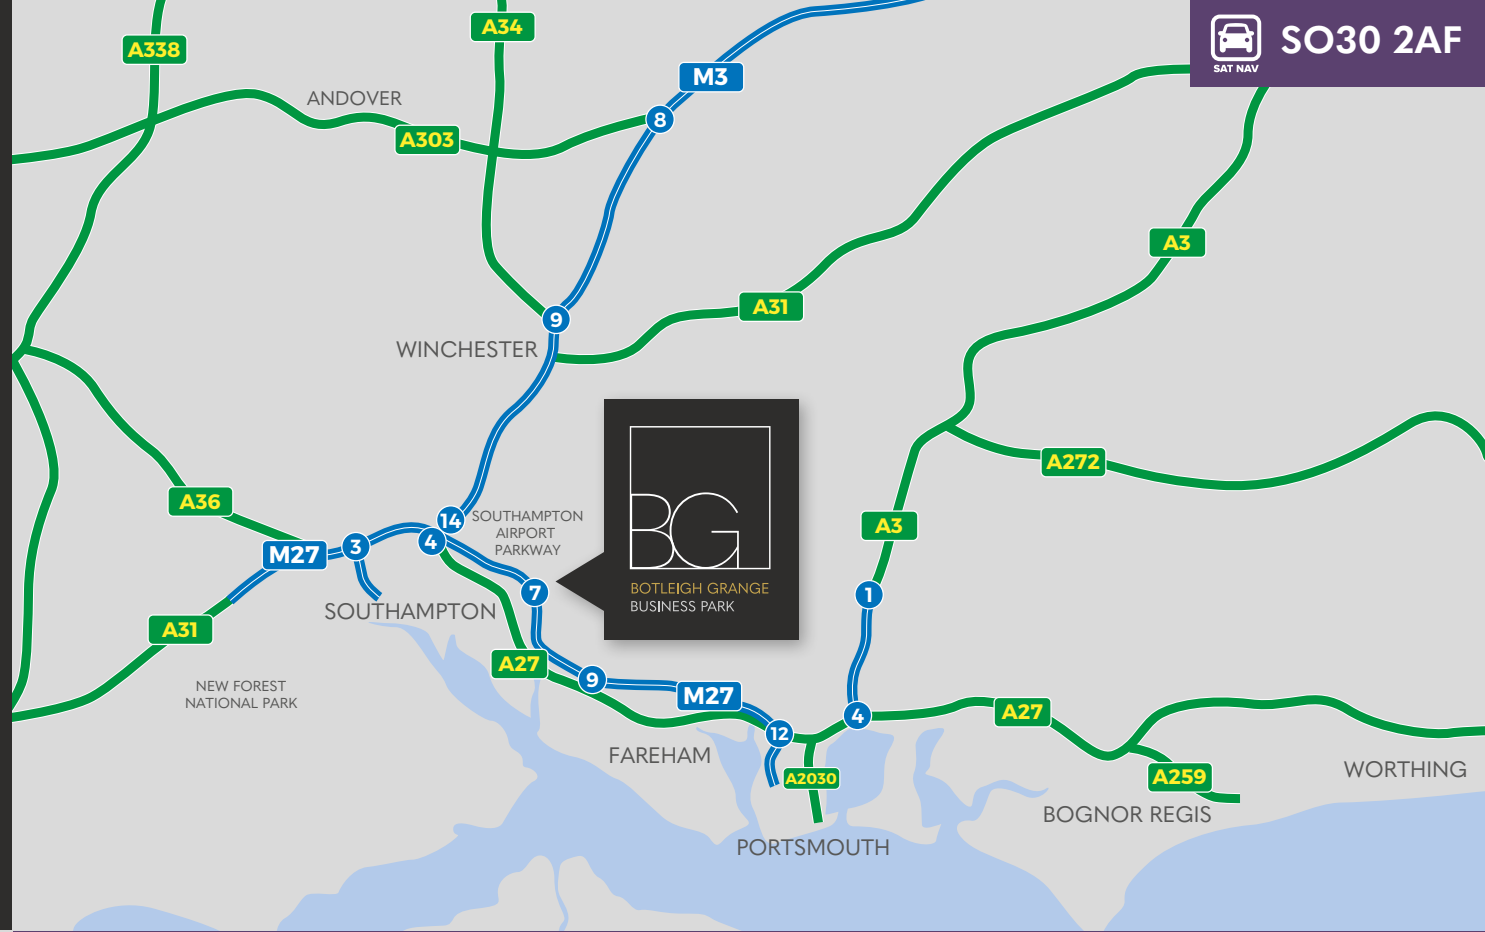 A338
A34
M3
SAT NAV
SO30 2AF
ANDOVER
A303
8
A3
A31
9
WINCHESTER
A272
A36
14
SOUTHAMPTON
AIRPORT
PARKWAY
BG
BOTLEIGH GRANGE
BUSINESS PARK
A3
M27
3
4
7
1
SOUTHAMPTON
A31
A27
9
M27
NEW FOREST
NATIONAL PARK
12
4
A27
FAREHAM
A2030
A259
WORTHING
BOGNOR REGIS
PORTSMOUTH